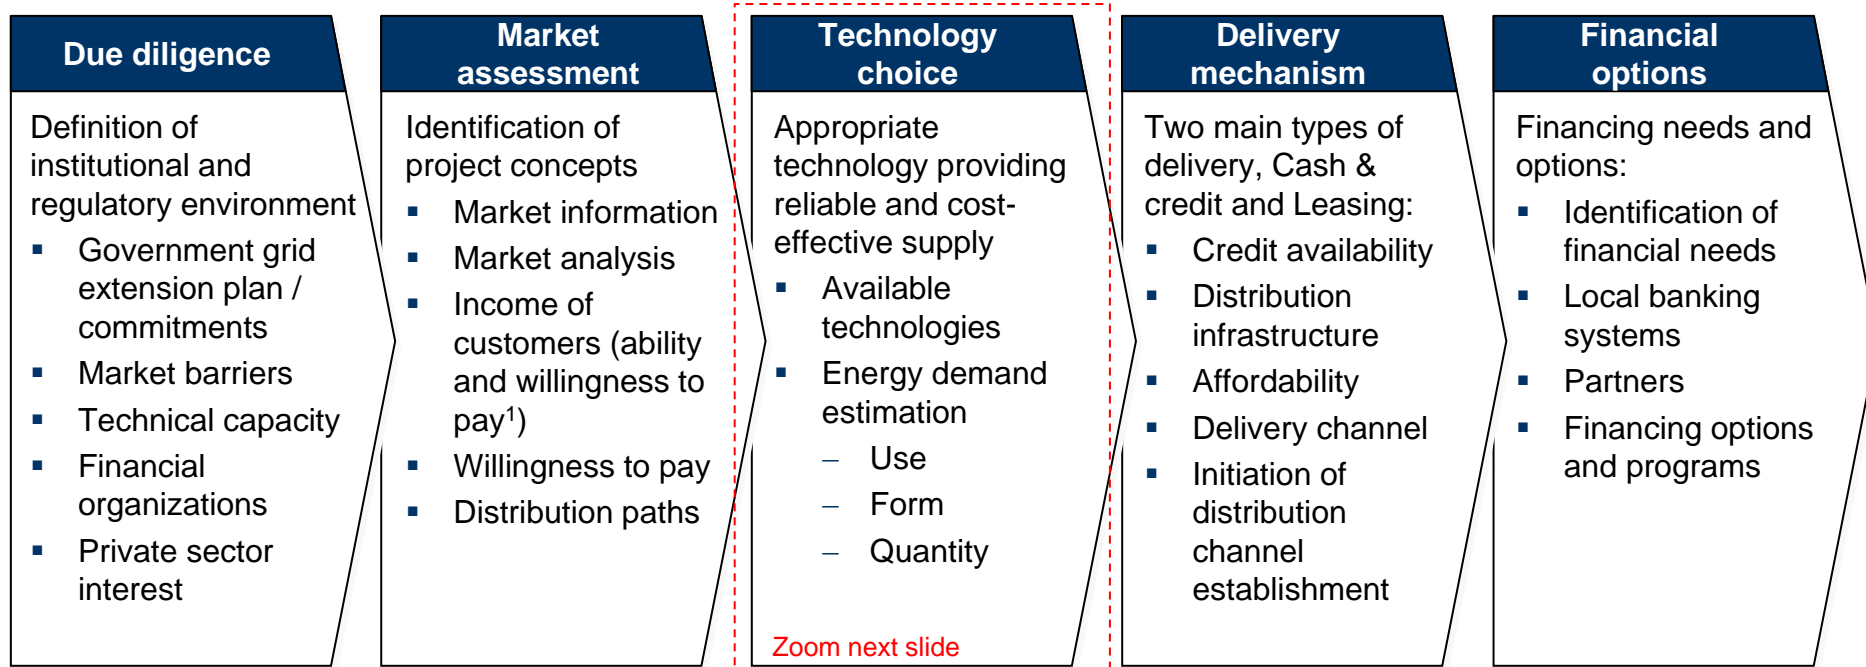 Due diligence
Definition of
institutional and
regulatory environment
▪ Government grid
extension plan /
commitments
▪ Market barriers
▪ Technical capacity
▪ Financial
organizations
▪ Private sector
interest
Market
assessment
Identification of
project concepts
▪ Market information
▪ Market analysis
▪ Income of
customers (ability
and willingness to
pay¹)
▪ Willingness to pay
▪ Distribution paths
Technology
choice
Appropriate
technology providing
reliable and cost-
effective supply
▪ Available
technologies
▪ Energy demand
estimation
– Use
– Form
– Quantity
Zoom next slide
Delivery
mechanism
Two main types of
delivery, Cash &
credit and Leasing:
▪ Credit availability
▪ Distribution
infrastructure
▪ Affordability
▪ Delivery channel
▪ Initiation of
distribution
channel
establishment
Financial
options
Financing needs and
options:
▪ Identification of
financial needs
▪ Local banking
systems
▪ Partners
▪ Financing options
and programs